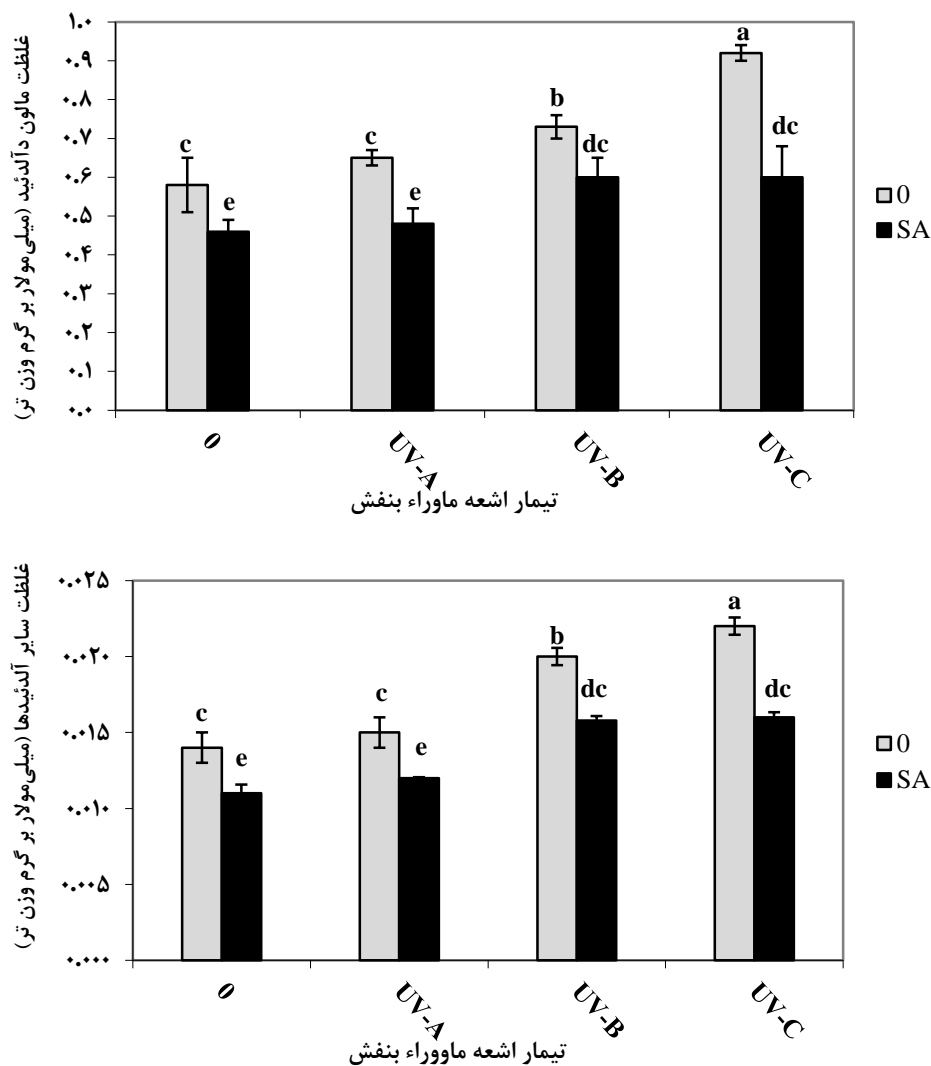 غلظت مالون دآلدئید (میلی‌مولار بر گرم وزن تر)
۱.۰
۰.۹
۰.۸
۰.۷
۰.۶
۰.۵
۰.۴
۰.۳
۰.۲
۰.۱
۰.۰
c
e
c
e
b
dc
a
dc
0
SA
0
UV-A
UV-B
UV-C
تیمار اشعه ماوراء بنفش
غلظت سایر آلدئیدها (میلی‌مولار بر گرم وزن تر)
۰.۰۲۵
۰.۰۲۰
۰.۰۱۵
۰.۰۱۰
۰.۰۰۵
۰.۰۰۰
c
e
c
e
b
dc
a
dc
0
SA
0
UV-A
UV-B
UV-C
تیمار اشعه ماووراء بنفش